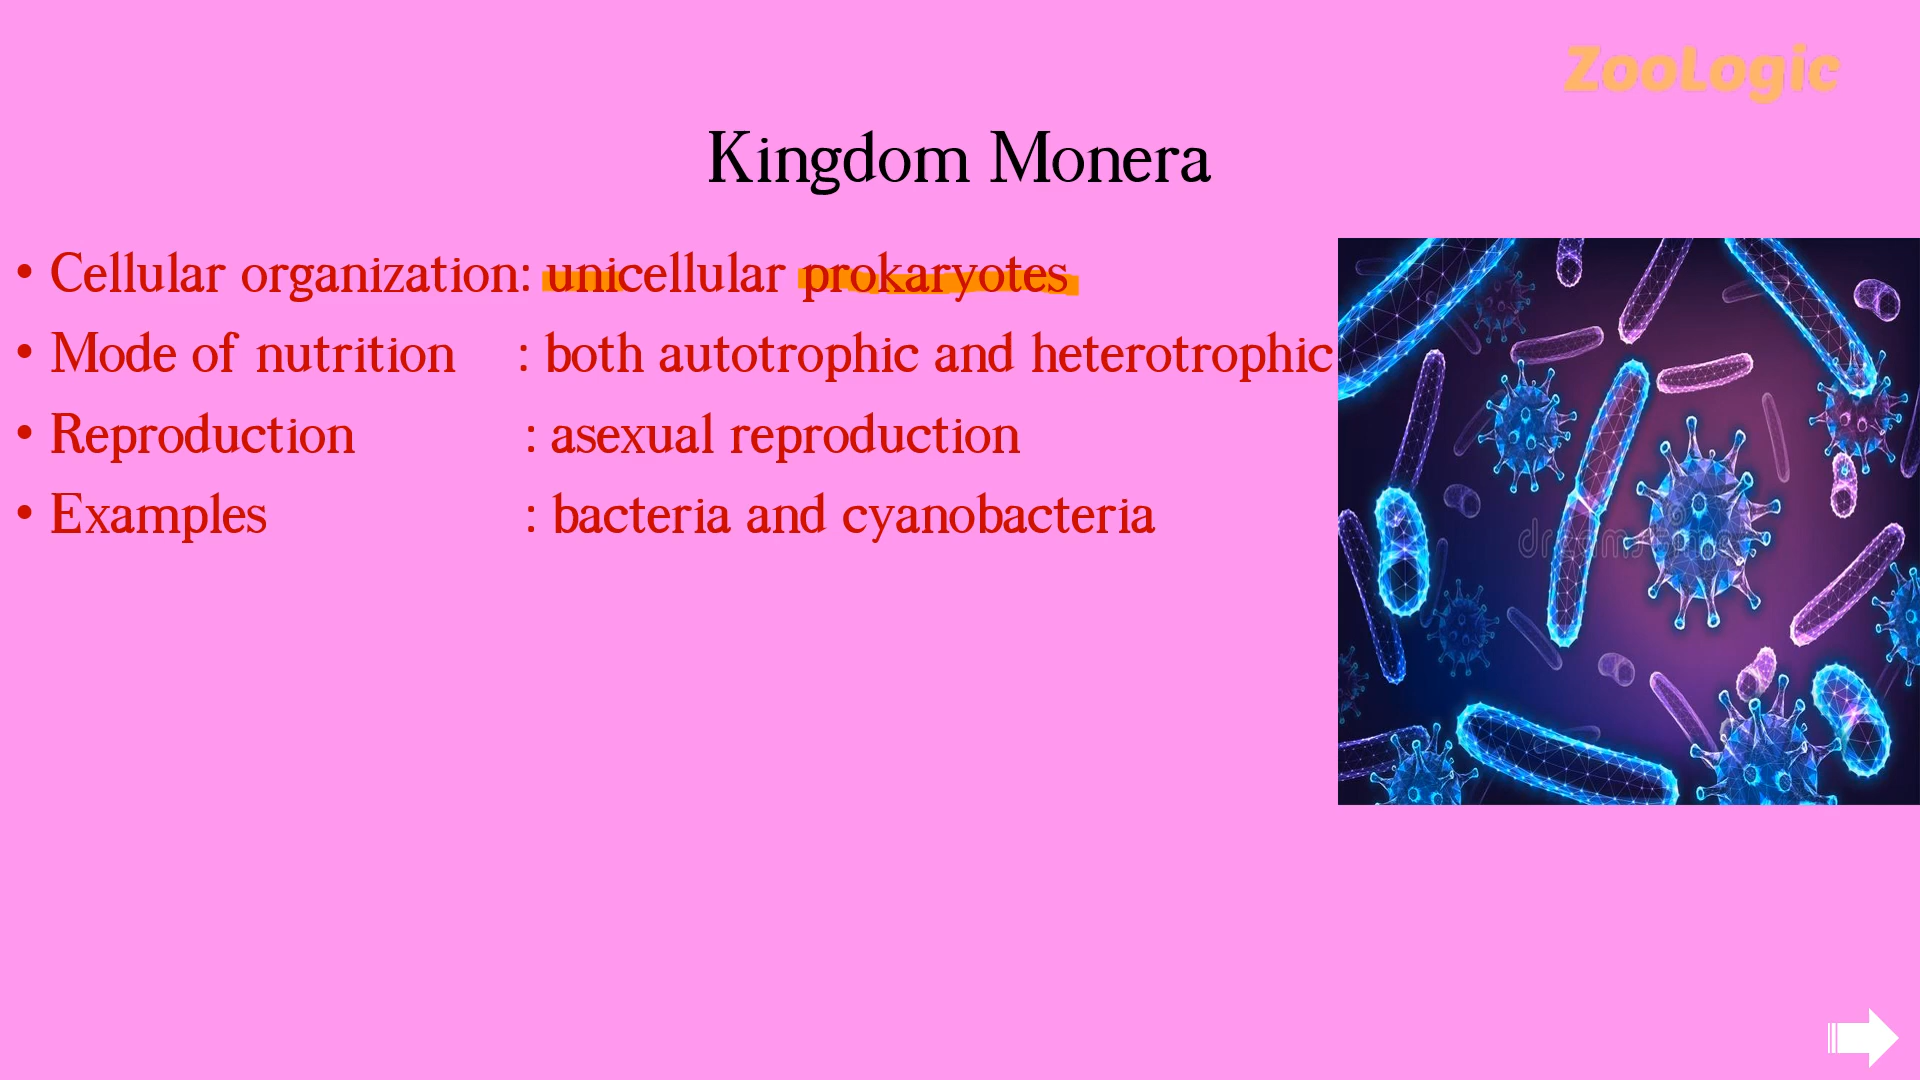 ZooLogic
Kingdom Monera
• Cellular organization: unicellular prokaryotes
• Mode of nutrition : both autotrophic and heterotrophic
• Reproduction : asexual reproduction
• Examples : bacteria and cyanobacteria
dreamstime